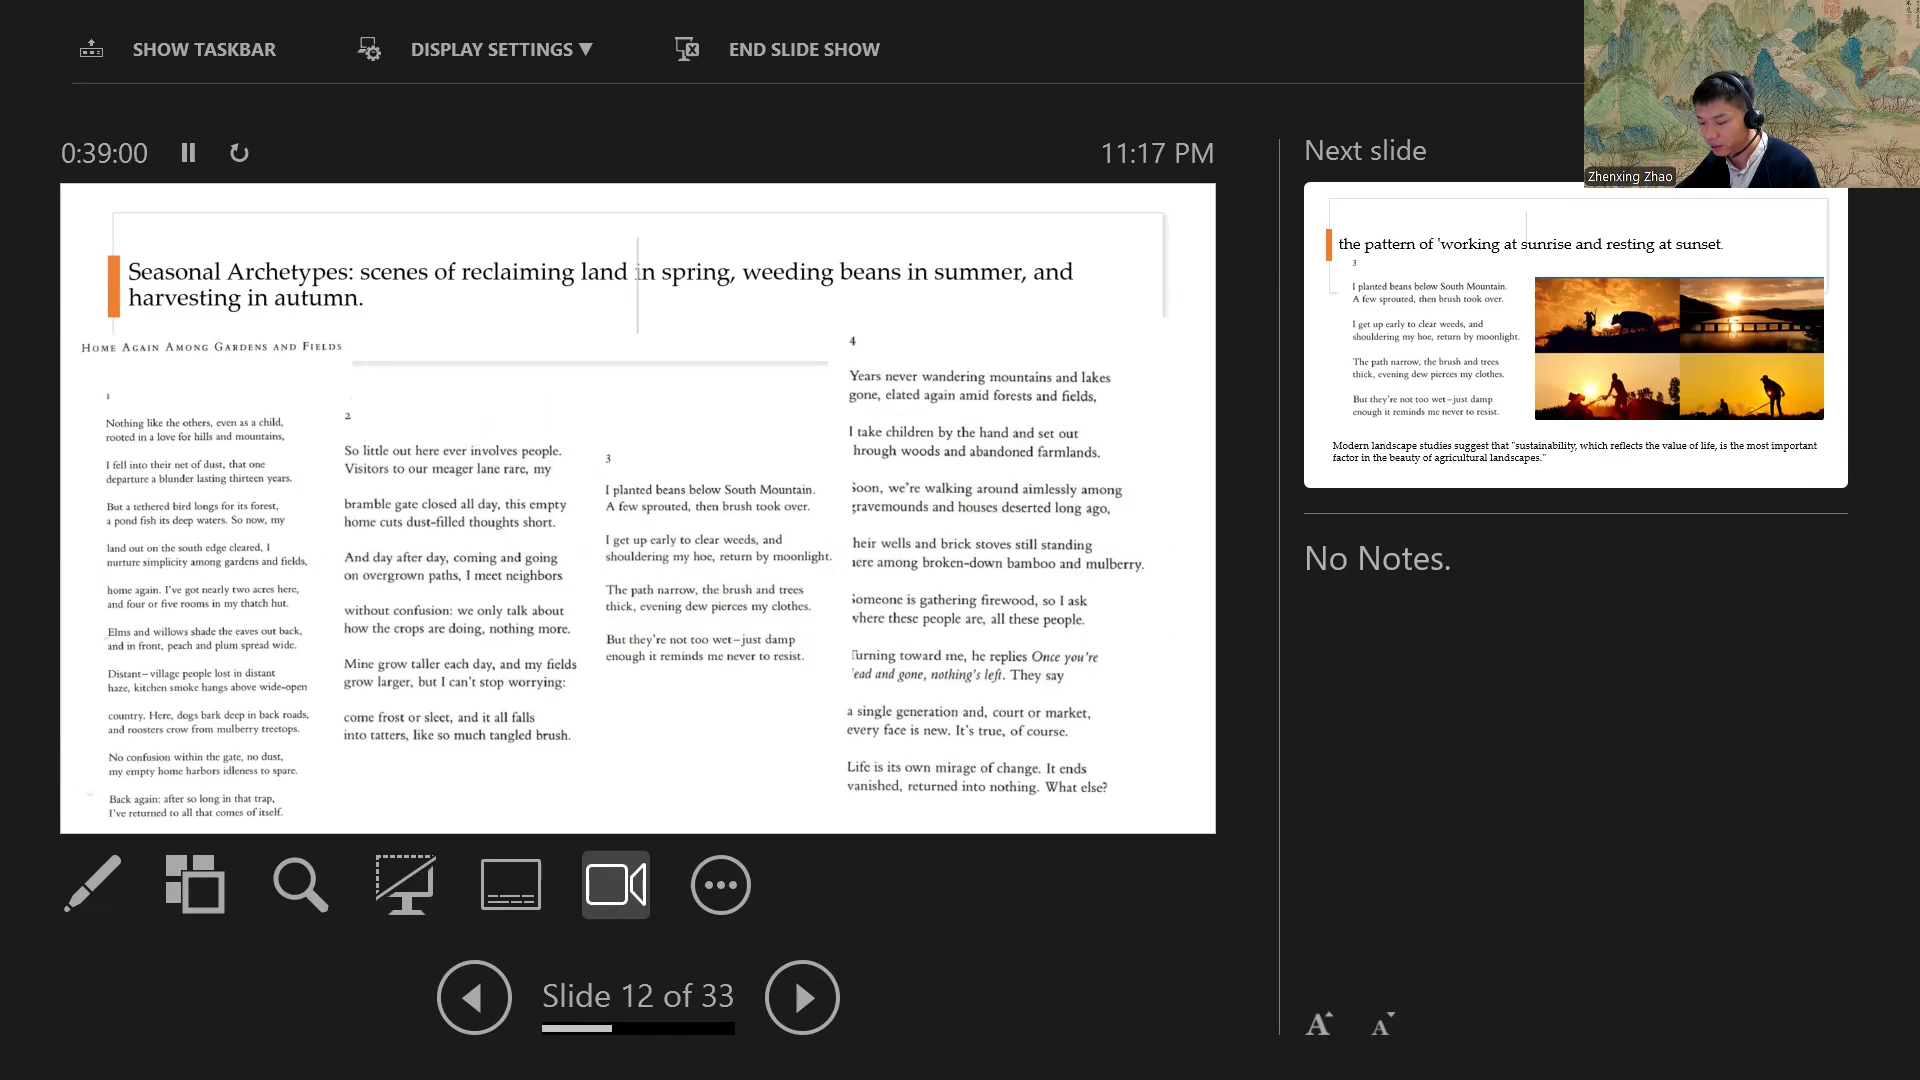 SHOW TASKBAR
DISPLAY SETTINGS ▼
END SLIDE SHOW
Zhenxing Zhao
0:39:00
11:17 PM
Seasonal Archetypes: scenes of reclaiming land in spring, weeding beans in summer, and
harvesting in autumn.
HOME AGAIN AMONG GARDENS AND FIELDS
1
Nothing like the others, even as a child,
rooted in a love for hills and mountains,
I fell into their net of dust, that one
departure a blunder lasting thirteen years.
But a tethered bird longs for its forest,
a pond fish its deep waters. So now, my
land out on the south edge cleared, I
nurture simplicity among gardens and fields,
home again. I've got nearly two acres here,
and four or five rooms in my thatch hut.
Elms and willows shade the eaves out back,
and in front, peach and plum spread wide.
Distant–village people lost in distant
haze, kitchen smoke hangs above wide-open
country. Here, dogs bark deep in back roads,
and roosters crow from mulberry treetops.
No confusion within the gate, no dust,
my empty home harbors idleness to spare.
Back again: after so long in that trap,
I've returned to all that comes of itself.
2
So little out here ever involves people.
Visitors to our meager lane rare, my
bramble gate closed all day, this empty
home cuts dust-filled thoughts short.
And day after day, coming and going
on overgrown paths, I meet neighbors
without confusion: we only talk about
how the crops are doing, nothing more.
Mine grow taller each day, and my fields
grow larger, but I can't stop worrying:
come frost or sleet, and it all falls
into tatters, like so much tangled brush.
3
I planted beans below South Mountain.
A few sprouted, then brush took over.
I get up early to clear weeds, and
shouldering my hoe, return by moonlight.
The path narrow, the brush and trees
thick, evening dew pierces my clothes.
But they're not too wet–just damp
enough it reminds me never to resist.
4
Years never wandering mountains and lakes
gone, elated again amid forests and fields,
I take children by the hand and set out
hrough woods and abandoned farmlands.
Soon, we're walking around aimlessly among
gravemounds and houses deserted long ago,
heir wells and brick stoves still standing
here among broken-down bamboo and mulberry.
Someone is gathering firewood, so I ask
where these people are, all these people.
Turning toward me, he replies Once you're
ead and gone, nothing's left. They say
a single generation and, court or market,
every face is new. It's true, of course.
Life is its own mirage of change. It ends
vanished, returned into nothing. What else?
Slide 12 of 33
Next slide
the pattern of 'working at sunrise and resting at sunset.
3
I planted beans below South Mountain.
A few sprouted, then brush took over.
I get up early to clear weeds, and
shouldering my hoe, return by moonlight.
The path narrow, the brush and trees
thick, evening dew pierces my clothes.
But they're not too wet–just damp
enough it reminds me never to resist.
Modern landscape studies suggest that "sustainability, which reflects the value of life, is the most important
factor in the beauty of agricultural landscapes."
No Notes.
A
A